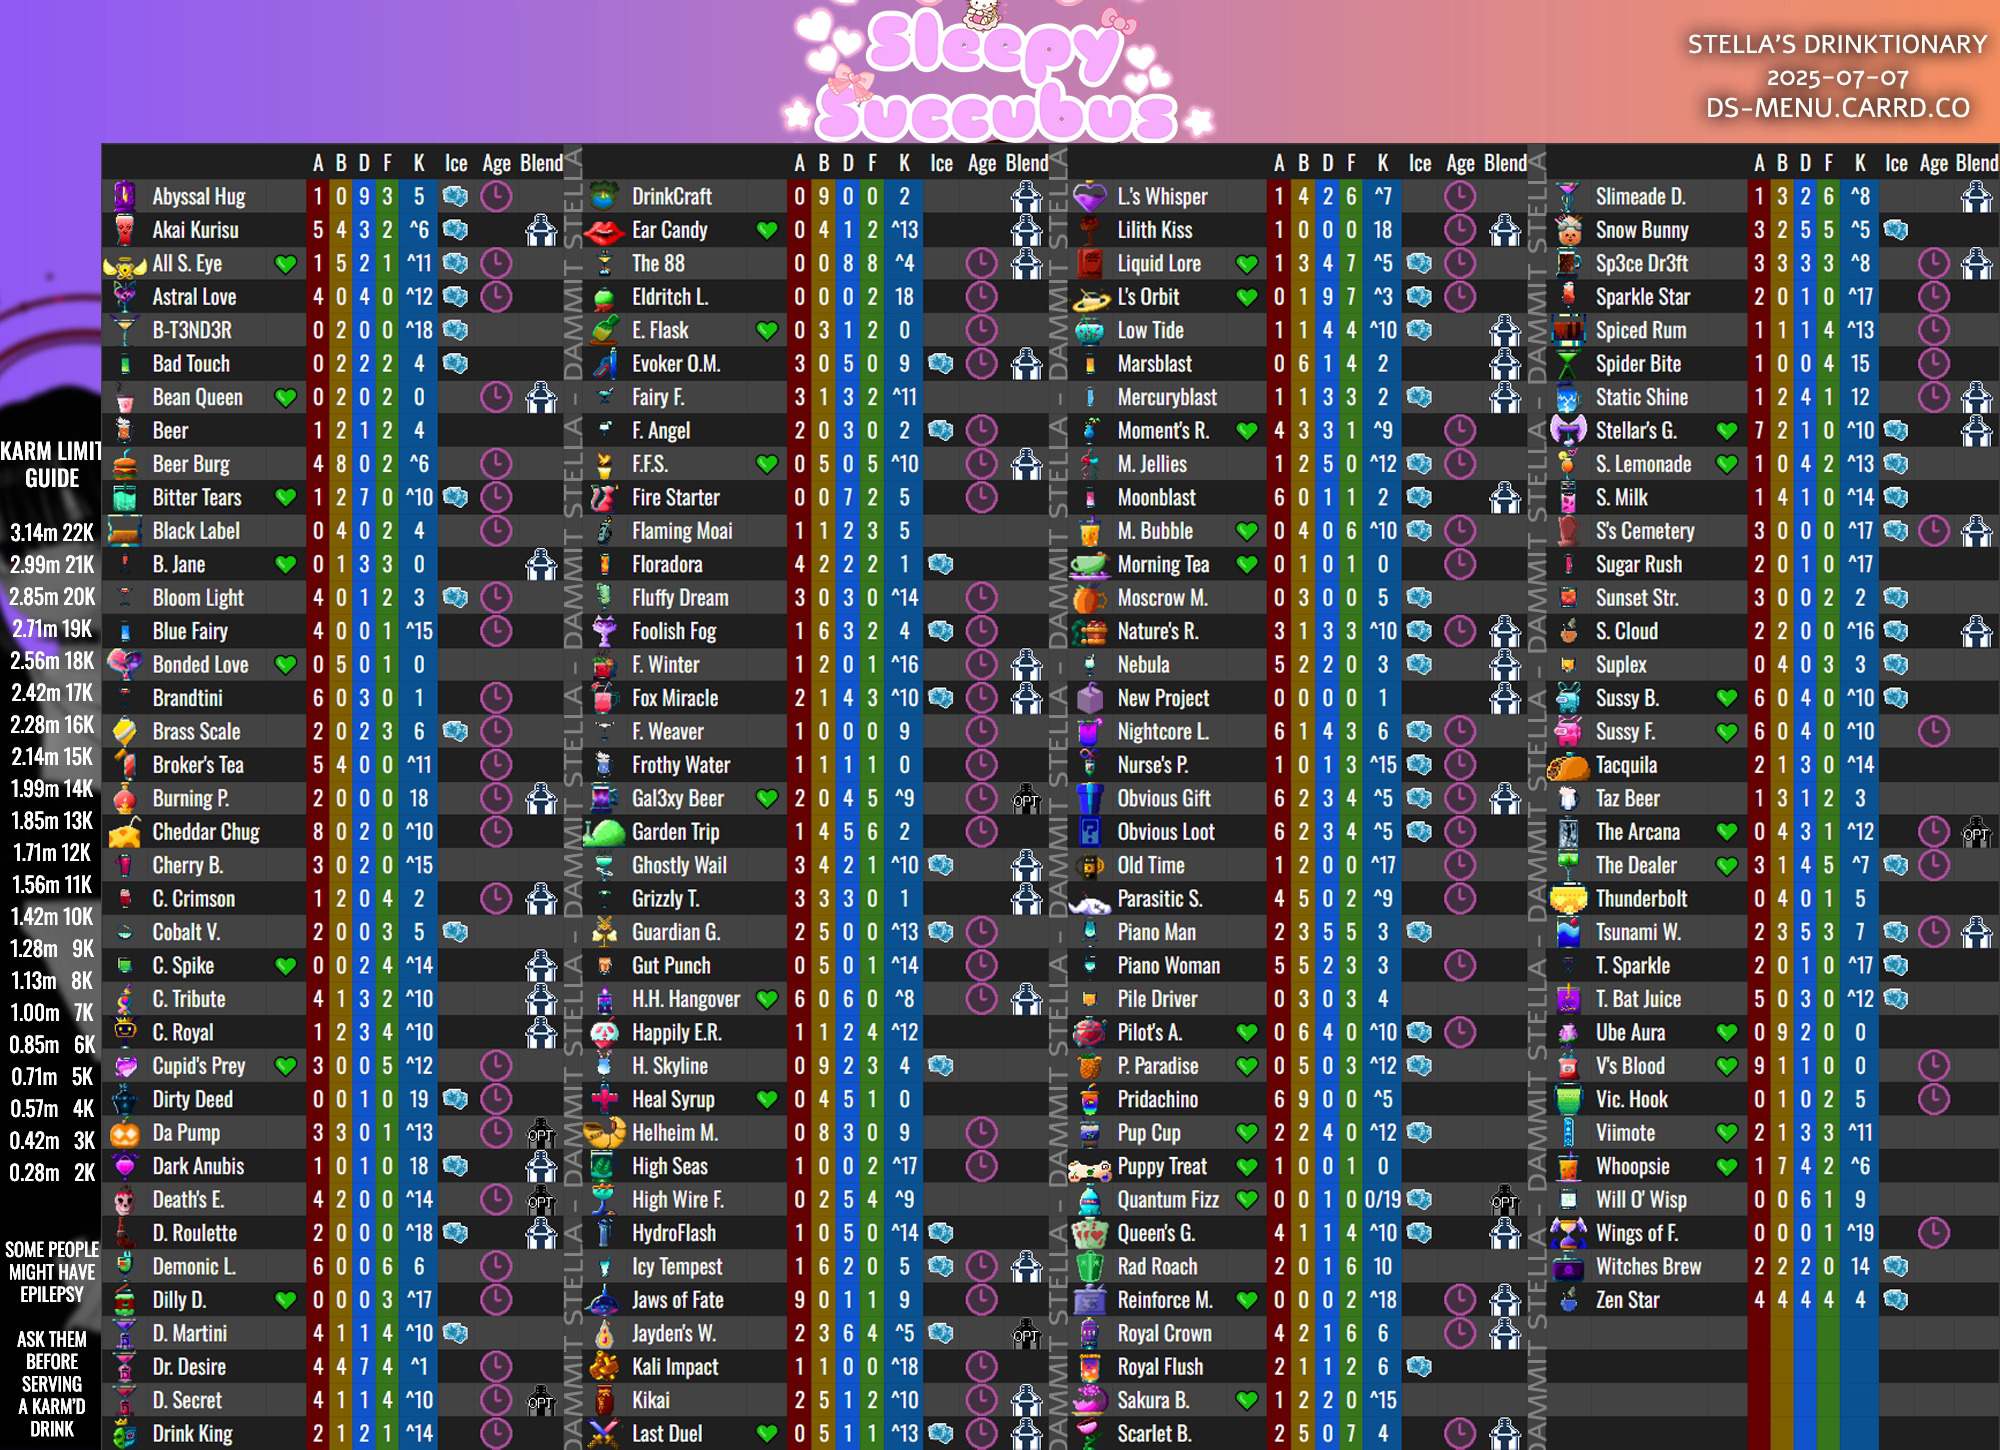 Sleepy
Succubus
STELLA'S DRINKTIONARY
2025-07-07
DS-MENU.CARRD.CO
KARM LIMIT
GUIDE
3.14m 22K
2.99m 21K
2.85m 20K
2.71m 19K
2.56m 18K
2.42m 17K
2.28m 16K
2.14m 15K
1.99m 14K
1.85m 13K
1.71m 12K
1.56m 11K
1.42m 10K
1.28m 9K
1.13m 8K
1.00m 7K
0.85m 6K
0.71m 5K
0.57m 4K
0.42m 3K
0.28m 2K
SOME PEOPLE
MIGHT HAVE
EPILEPSY
ASK THEM
BEFORE
SERVING
A KARM'D
DRINK
A B D F K Ice Age Blend
Abyssal Hug 1 0 9 3 5
Akai Kurisu 5 4 3 2 ^6
All S. Eye 1 5 2 1 ^11
Astral Love 4 0 4 0 ^12
B-T3ND3R 0 2 0 0 ^18
Bad Touch 0 2 2 2 4
Bean Queen 0 2 0 2 0
Beer 1 2 1 2 4
Beer Burg 4 8 0 2 ^6
Bitter Tears 1 2 7 0 ^10
Black Label 0 4 0 2 4
B. Jane 0 1 3 3 0
Bloom Light 4 0 1 2 3
Blue Fairy 4 0 0 1 ^15
Bonded Love 0 5 0 1 0
Brandtini 6 0 3 0 1
Brass Scale 2 0 2 3 6
Broker's Tea 5 4 0 0 ^11
Burning P. 2 0 0 0 18
Cheddar Chug 8 0 2 0 ^10
Cherry B. 3 0 2 0 ^15
C. Crimson 1 2 0 4 2
Cobalt V. 2 0 0 3 5
C. Spike 0 0 2 4 ^14
C. Tribute 4 1 3 2 ^10
C. Royal 1 2 3 4 ^10
Cupid's Prey 3 0 0 5 ^12
Dirty Deed 0 0 1 0 19
Da Pump 3 3 0 1 ^13 OPT
Dark Anubis 1 0 1 0 18
Death's E. 4 2 0 0 ^14 OPT
D. Roulette 2 0 0 0 ^18
Demonic L. 6 0 0 6 6
Dilly D. 0 0 0 3 ^17
D. Martini 4 1 1 4 ^10
Dr. Desire 4 4 7 4 ^1
D. Secret 4 1 1 4 ^10 OPT
Drink King 2 1 2 1 ^14
DAMMIT STELLA - DAMMIT STELLA - DAMMIT STELLA - DAMMIT STELLA
A B D F K Ice Age Blend
DrinkCraft 0 9 0 0 2
Ear Candy 0 4 1 2 ^13
The 88 0 0 8 8 ^4
Eldritch L. 0 0 0 2 18
E. Flask 0 3 1 2 0
Evoker O.M. 3 0 5 0 9
Fairy F. 3 1 3 2 ^11
F. Angel 2 0 3 0 2
F.F.S. 0 5 0 5 ^10
Fire Starter 0 0 7 2 5
Flaming Moai 1 1 2 3 5
Floradora 4 2 2 2 1
Fluffy Dream 3 0 3 0 ^14
Foolish Fog 1 6 3 2 4
F. Winter 1 2 0 1 ^16
Fox Miracle 2 1 4 3 ^10
F. Weaver 1 0 0 0 9
Frothy Water 1 1 1 1 0
Gal3xy Beer 2 0 4 5 ^9 OPT
Garden Trip 1 4 5 6 2
Ghostly Wail 3 4 2 1 ^10
Grizzly T. 3 3 3 0 1
Guardian G. 2 5 0 0 ^13
Gut Punch 0 5 0 1 ^14
H.H. Hangover 6 0 6 0 ^8
Happily E.R. 1 1 2 4 ^12
H. Skyline 0 9 2 3 4
Heal Syrup 0 4 5 1 0
Helheim M. 0 8 3 0 9
High Seas 1 0 0 2 ^17
High Wire F. 0 2 5 4 ^9
HydroFlash 1 0 5 0 ^14
Icy Tempest 1 6 2 0 5
Jaws of Fate 9 0 1 1 9
Jayden's W. 2 3 6 4 ^5 OPT
Kali Impact 1 1 0 0 ^18
Kikai 2 5 1 2 ^10
Last Duel 0 5 1 1 ^13
DAMMIT STELLA - DAMMIT STELLA - DAMMIT STELLA - DAMMIT STELLA
A B D F K Ice Age Blend
L.'s Whisper 1 4 2 6 ^7
Lilith Kiss 1 0 0 0 18
Liquid Lore 1 3 4 7 ^5
L's Orbit 0 1 9 7 ^3
Low Tide 1 1 4 4 ^10
Marsblast 0 6 1 4 2
Mercuryblast 1 1 3 3 2
Moment's R. 4 3 3 1 ^9
M. Jellies 1 2 5 0 ^12
Moonblast 6 0 1 1 2
M. Bubble 0 4 0 6 ^10
Morning Tea 0 1 0 1 0
Moscrow M. 0 3 0 0 5
Nature's R. 3 1 3 3 ^10
Nebula 5 2 2 0 3
New Project 0 0 0 0 1
Nightcore L. 6 1 4 3 6
Nurse's P. 1 0 1 3 ^15
Obvious Gift 6 2 3 4 ^5
Obvious Loot 6 2 3 4 ^5
Old Time 1 2 0 0 ^17
Parasitic S. 4 5 0 2 ^9
Piano Man 2 3 5 5 3
Piano Woman 5 5 2 3 3
Pile Driver 0 3 0 3 4
Pilot's A. 0 6 4 0 ^10
P. Paradise 0 5 0 3 ^12
Pridachino 6 9 0 0 ^5
Pup Cup 2 2 4 0 ^12
Puppy Treat 1 0 0 1 0
Quantum Fizz 0 0 1 0 0/19 OPT
Queen's G. 4 1 1 4 ^10
Rad Roach 2 0 1 6 10
Reinforce M. 0 0 0 2 ^18
Royal Crown 4 2 1 6 6
Royal Flush 2 1 1 2 6
Sakura B. 1 2 2 0 ^15
Scarlet B. 2 5 0 7 4
DAMMIT STELLA - DAMMIT STELLA - DAMMIT STELLA - DAMMIT STELLA
A B D F K Ice Age Blend
Slimeade D. 1 3 2 6 ^8
Snow Bunny 3 2 5 5 ^5
Sp3ce Dr3ft 3 3 3 3 ^8
Sparkle Star 2 0 1 0 ^17
Spiced Rum 1 1 1 4 ^13
Spider Bite 1 0 0 4 15
Static Shine 1 2 4 1 12
Stellar's G. 7 2 1 0 ^10
S. Lemonade 1 0 4 2 ^13
S. Milk 1 4 1 0 ^14
S's Cemetery 3 0 0 0 ^17
Sugar Rush 2 0 1 0 ^17
Sunset Str. 3 0 0 2 2
S. Cloud 2 2 0 0 ^16
Suplex 0 4 0 3 3
Sussy B. 6 0 4 0 ^10
Sussy F. 6 0 4 0 ^10
Tacquila 2 1 3 0 ^14
Taz Beer 1 3 1 2 3
The Arcana 0 4 3 1 ^12 OPT
The Dealer 3 1 4 5 ^7
Thunderbolt 0 4 0 1 5
Tsunami W. 2 3 5 3 7
T. Sparkle 2 0 1 0 ^17
T. Bat Juice 5 0 3 0 ^12
Ube Aura 0 9 2 0 0
V's Blood 9 1 1 0 0
Vic. Hook 0 1 0 2 5
Viimote 2 1 3 3 ^11
Whoopsie 1 7 4 2 ^6
Will O' Wisp 0 0 6 1 9
Wings of F. 0 0 0 1 ^19
Witches Brew 2 2 2 0 14
Zen Star 4 4 4 4 4